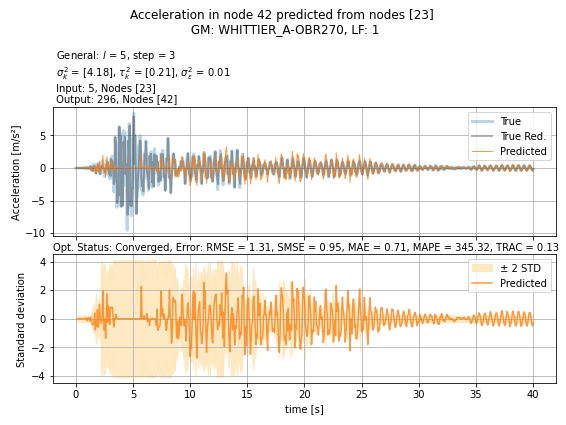 Acceleration in node 42 predicted from nodes [23]
GM: WHITTIER_A-OBR270, LF: 1
General: l = 5, step = 3
σ²ₖ = [4.18], τ²ₖ = [0.21], σ²ε = 0.01
Input: 5, Nodes [23]
Output: 296, Nodes [42]
True
True Red.
Predicted
Acceleration [m/s²]
5
0
−5
−10
Opt. Status: Converged, Error: RMSE = 1.31, SMSE = 0.95, MAE = 0.71, MAPE = 345.32, TRAC = 0.13
± 2 STD
Predicted
Standard deviation
4
2
0
−2
−4
0 5 10 15 20 25 30 35 40
time [s]